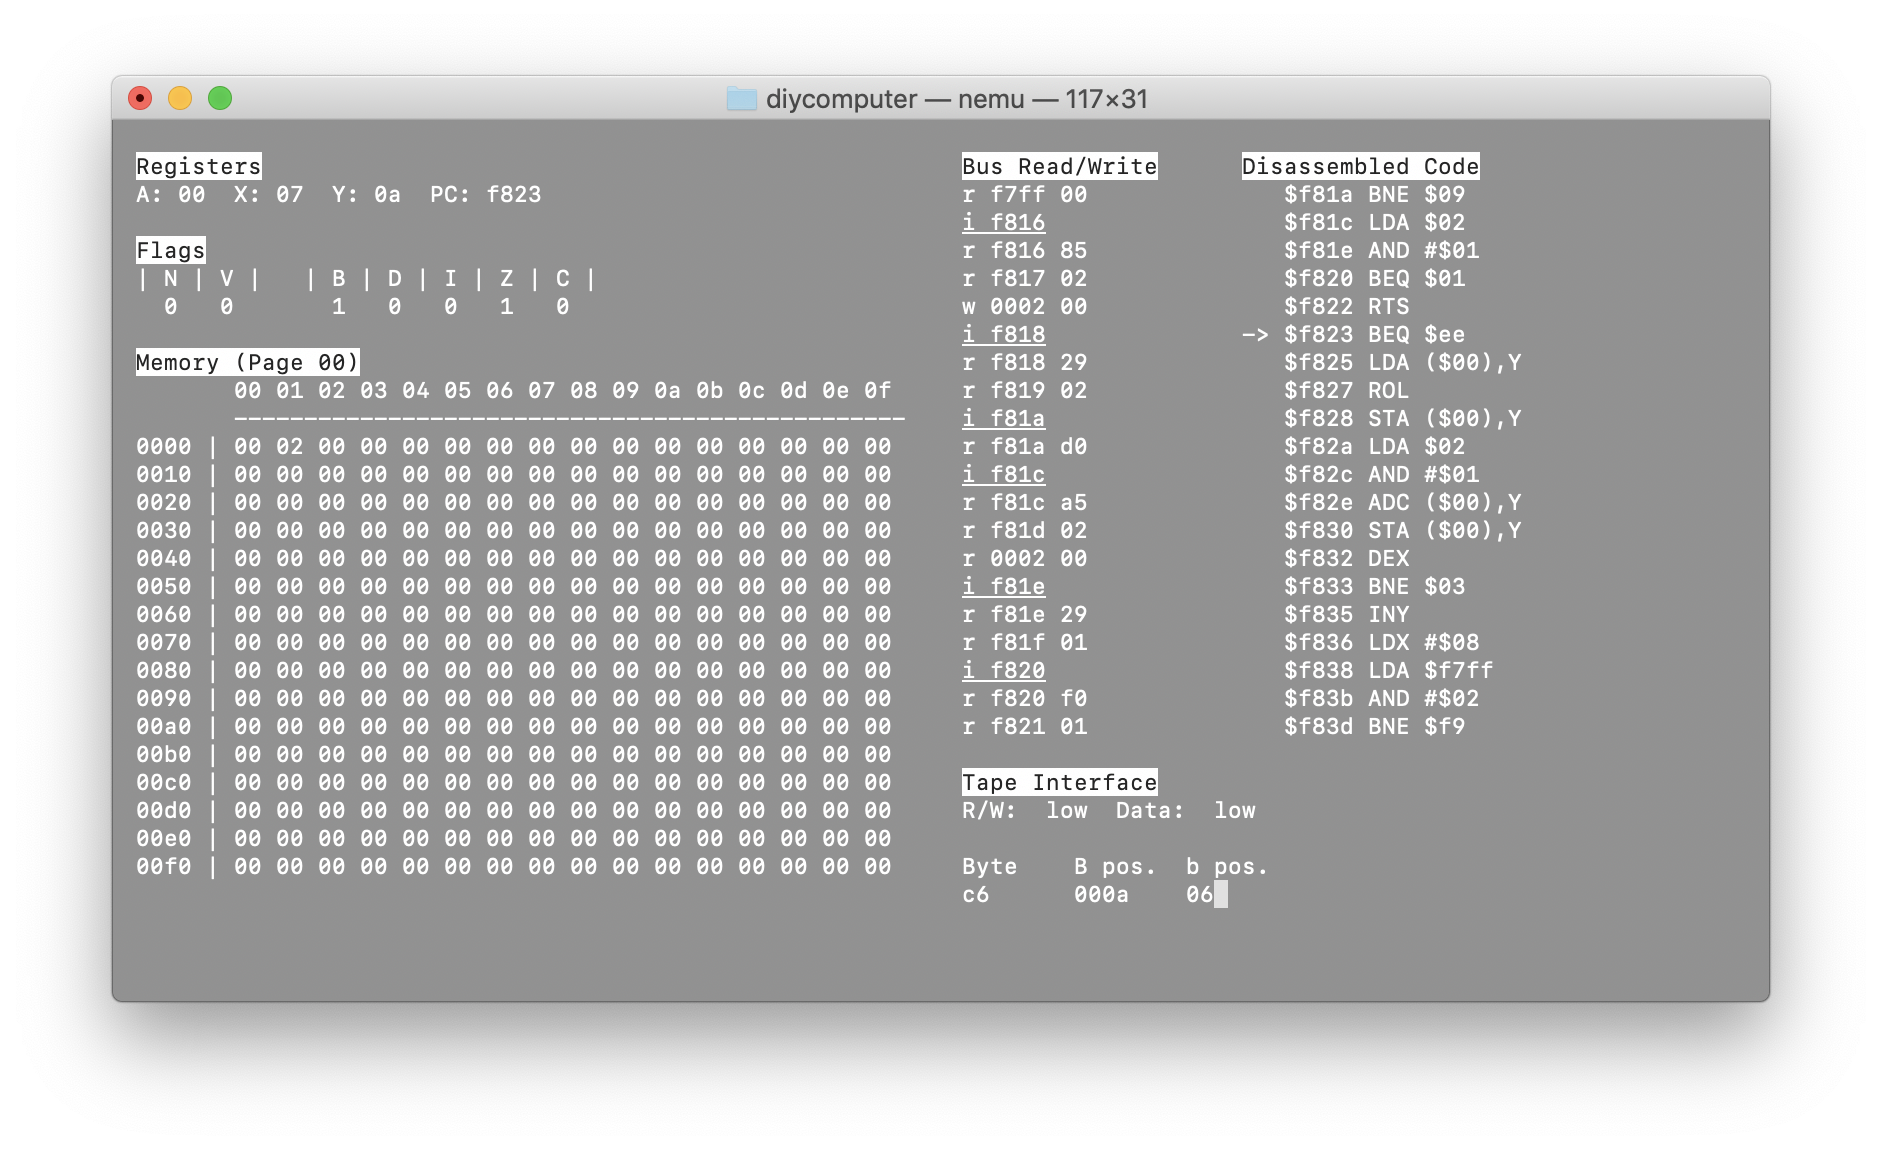 diycomputer — nemu — 117×31
Registers
A: 00  X: 07  Y: 0a  PC: f823
Flags
| N | V |   | B | D | I | Z | C |
  0   0       1   0   0   1   0
Memory (Page 00)
       00 01 02 03 04 05 06 07 08 09 0a 0b 0c 0d 0e 0f
       ————————————————————————————————————————————————
0000 | 00 02 00 00 00 00 00 00 00 00 00 00 00 00 00 00
0010 | 00 00 00 00 00 00 00 00 00 00 00 00 00 00 00 00
0020 | 00 00 00 00 00 00 00 00 00 00 00 00 00 00 00 00
0030 | 00 00 00 00 00 00 00 00 00 00 00 00 00 00 00 00
0040 | 00 00 00 00 00 00 00 00 00 00 00 00 00 00 00 00
0050 | 00 00 00 00 00 00 00 00 00 00 00 00 00 00 00 00
0060 | 00 00 00 00 00 00 00 00 00 00 00 00 00 00 00 00
0070 | 00 00 00 00 00 00 00 00 00 00 00 00 00 00 00 00
0080 | 00 00 00 00 00 00 00 00 00 00 00 00 00 00 00 00
0090 | 00 00 00 00 00 00 00 00 00 00 00 00 00 00 00 00
00a0 | 00 00 00 00 00 00 00 00 00 00 00 00 00 00 00 00
00b0 | 00 00 00 00 00 00 00 00 00 00 00 00 00 00 00 00
00c0 | 00 00 00 00 00 00 00 00 00 00 00 00 00 00 00 00
00d0 | 00 00 00 00 00 00 00 00 00 00 00 00 00 00 00 00
00e0 | 00 00 00 00 00 00 00 00 00 00 00 00 00 00 00 00
00f0 | 00 00 00 00 00 00 00 00 00 00 00 00 00 00 00 00
Bus Read/Write
r f7ff 00
i f816
r f816 85
r f817 02
w 0002 00
i f818
r f818 29
r f819 02
i f81a
r f81a d0
i f81c
r f81c a5
r f81d 02
r 0002 00
i f81e
r f81e 29
r f81f 01
i f820
r f820 f0
r f821 01
Disassembled Code
   $f81a BNE $09
   $f81c LDA $02
   $f81e AND #$01
   $f820 BEQ $01
   $f822 RTS
-> $f823 BEQ $ee
   $f825 LDA ($00),Y
   $f827 ROL
   $f828 STA ($00),Y
   $f82a LDA $02
   $f82c AND #$01
   $f82e ADC ($00),Y
   $f830 STA ($00),Y
   $f832 DEX
   $f833 BNE $03
   $f835 INY
   $f836 LDX #$08
   $f838 LDA $f7ff
   $f83b AND #$02
   $f83d BNE $f9
Tape Interface
R/W:  low  Data:  low
Byte    B pos.  b pos.
c6      000a    06